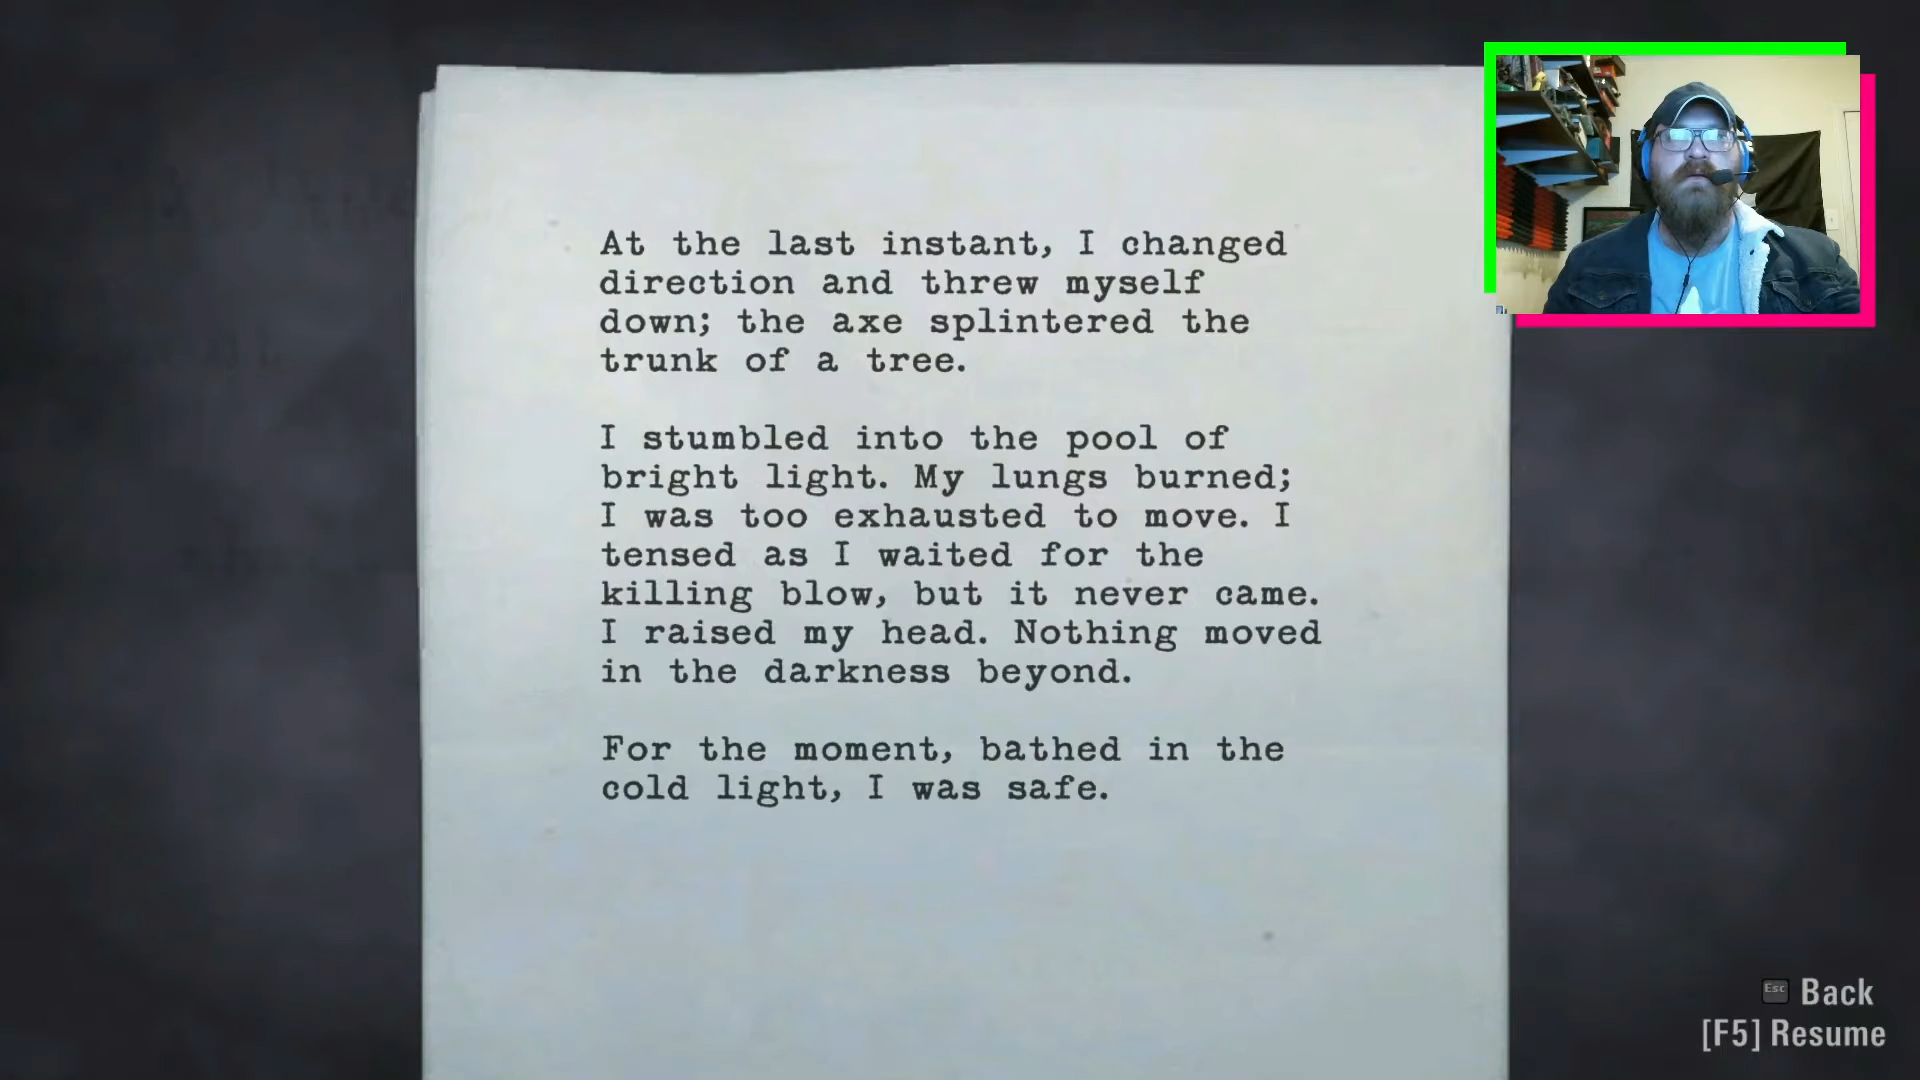 At the last instant, I changed
direction and threw myself
down; the axe splintered the
trunk of a tree.
I stumbled into the pool of
bright light. My lungs burned;
I was too exhausted to move. I
tensed as I waited for the
killing blow, but it never came.
I raised my head. Nothing moved
in the darkness beyond.
For the moment, bathed in the
cold light, I was safe.
Esc Back
[F5] Resume